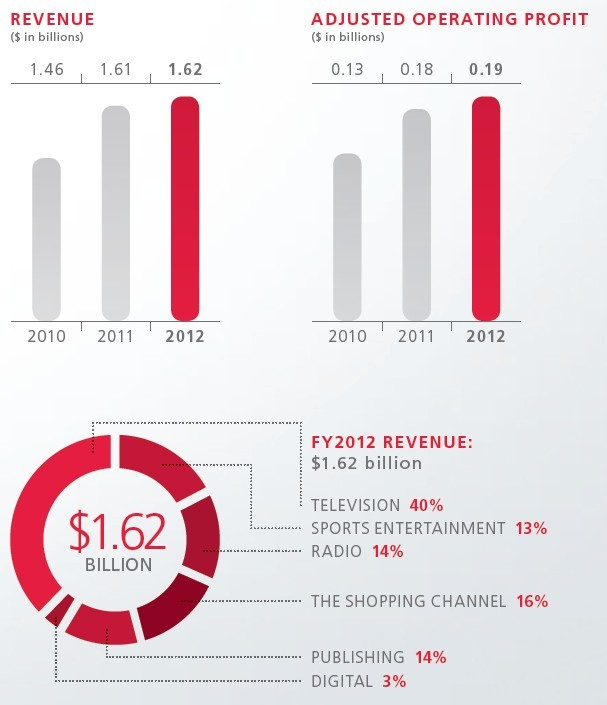 REVENUE
($ in billions)
1.46 1.61 1.62
2010 2011 2012
ADJUSTED OPERATING PROFIT
($ in billions)
0.13 0.18 0.19
2010 2011 2012
$1.62
BILLION
FY2012 REVENUE:
$1.62 billion
TELEVISION 40%
SPORTS ENTERTAINMENT 13%
RADIO 14%
THE SHOPPING CHANNEL 16%
PUBLISHING 14%
DIGITAL 3%